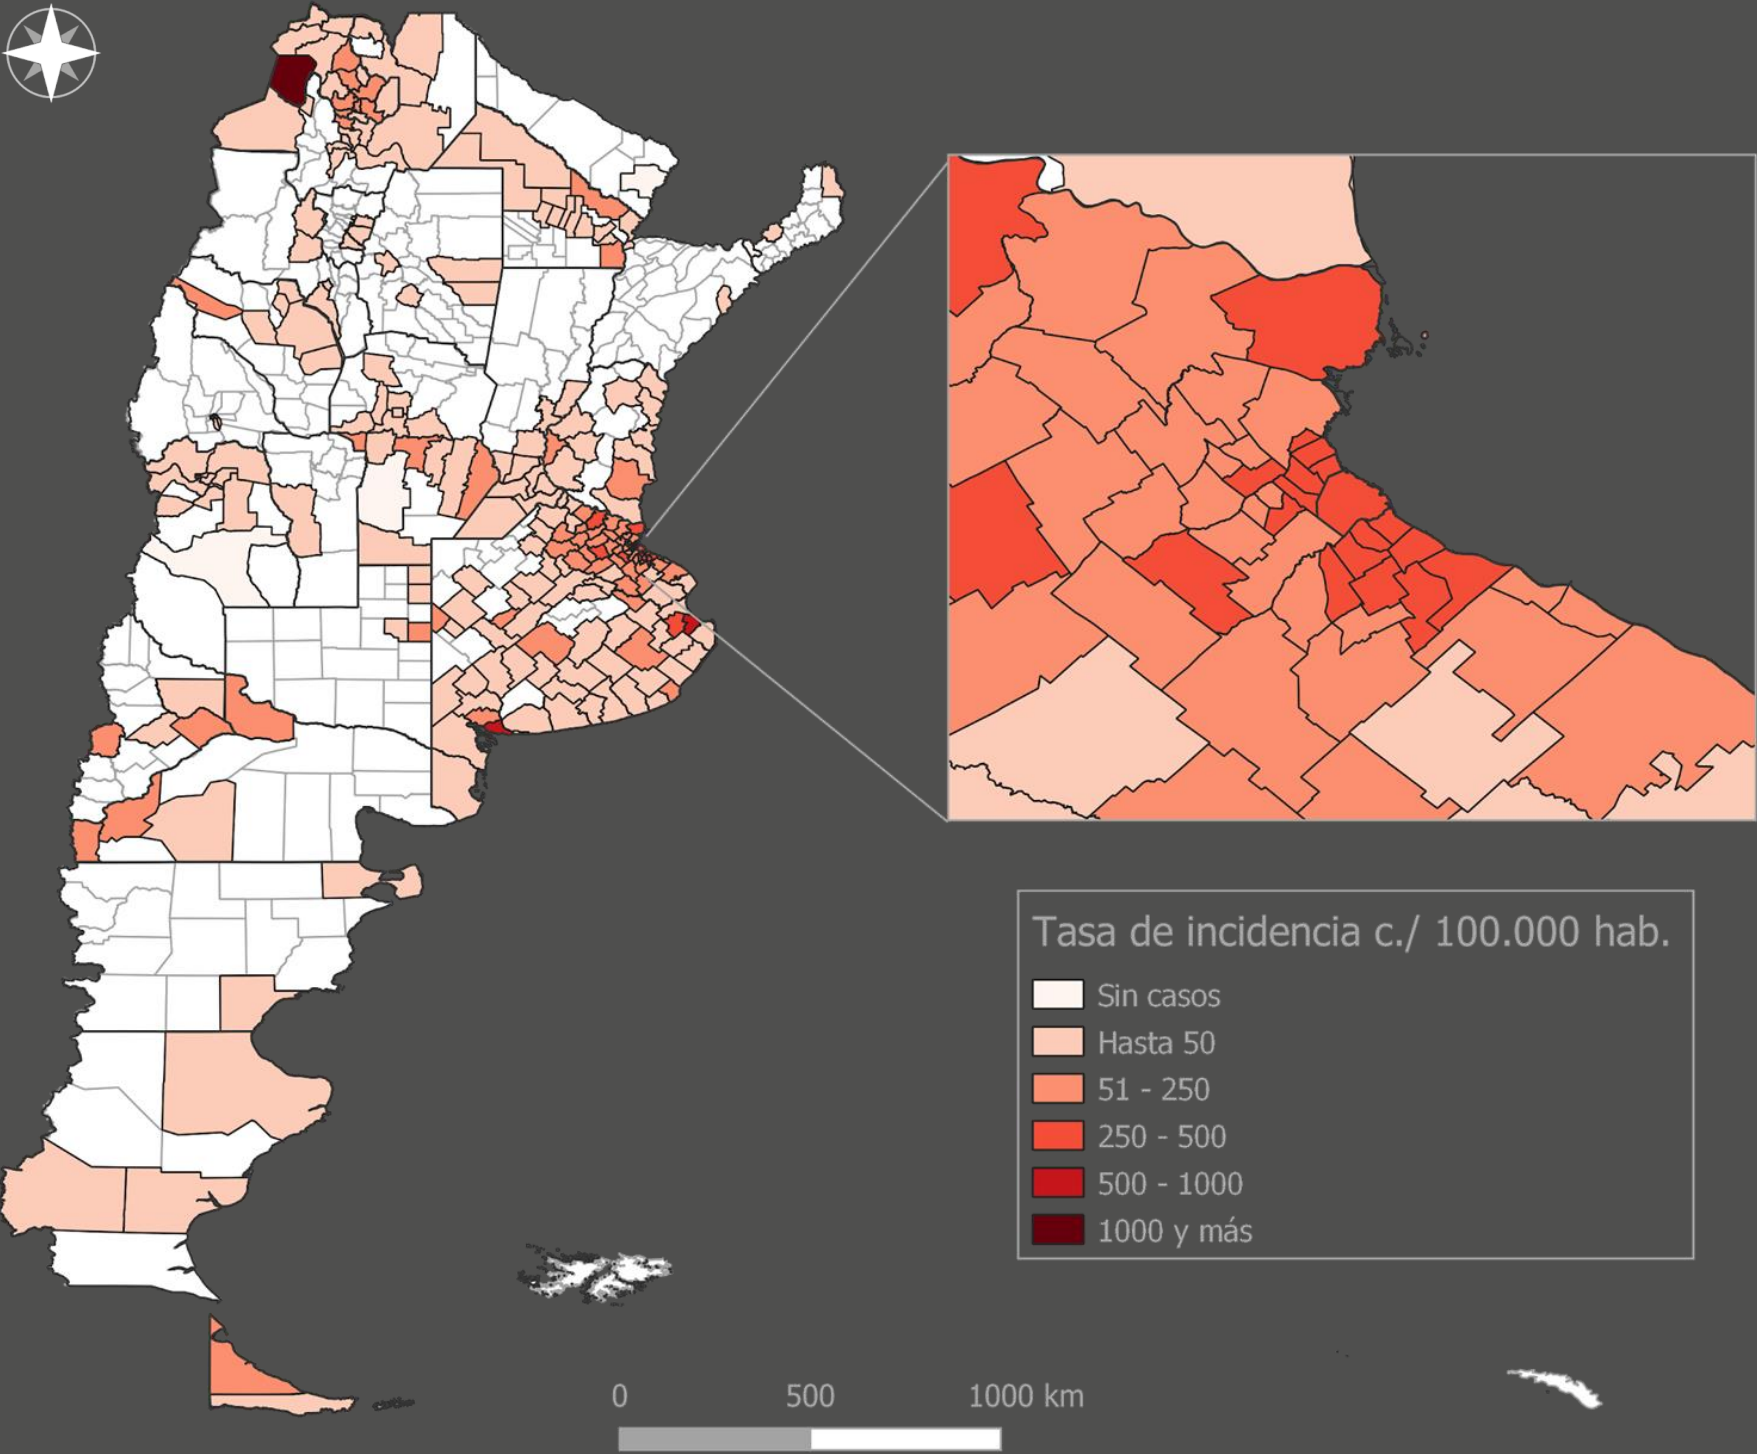 Tasa de incidencia c./ 100.000 hab.
Sin casos
Hasta 50
51 - 250
250 - 500
500 - 1000
1000 y más
0 500 1000 km